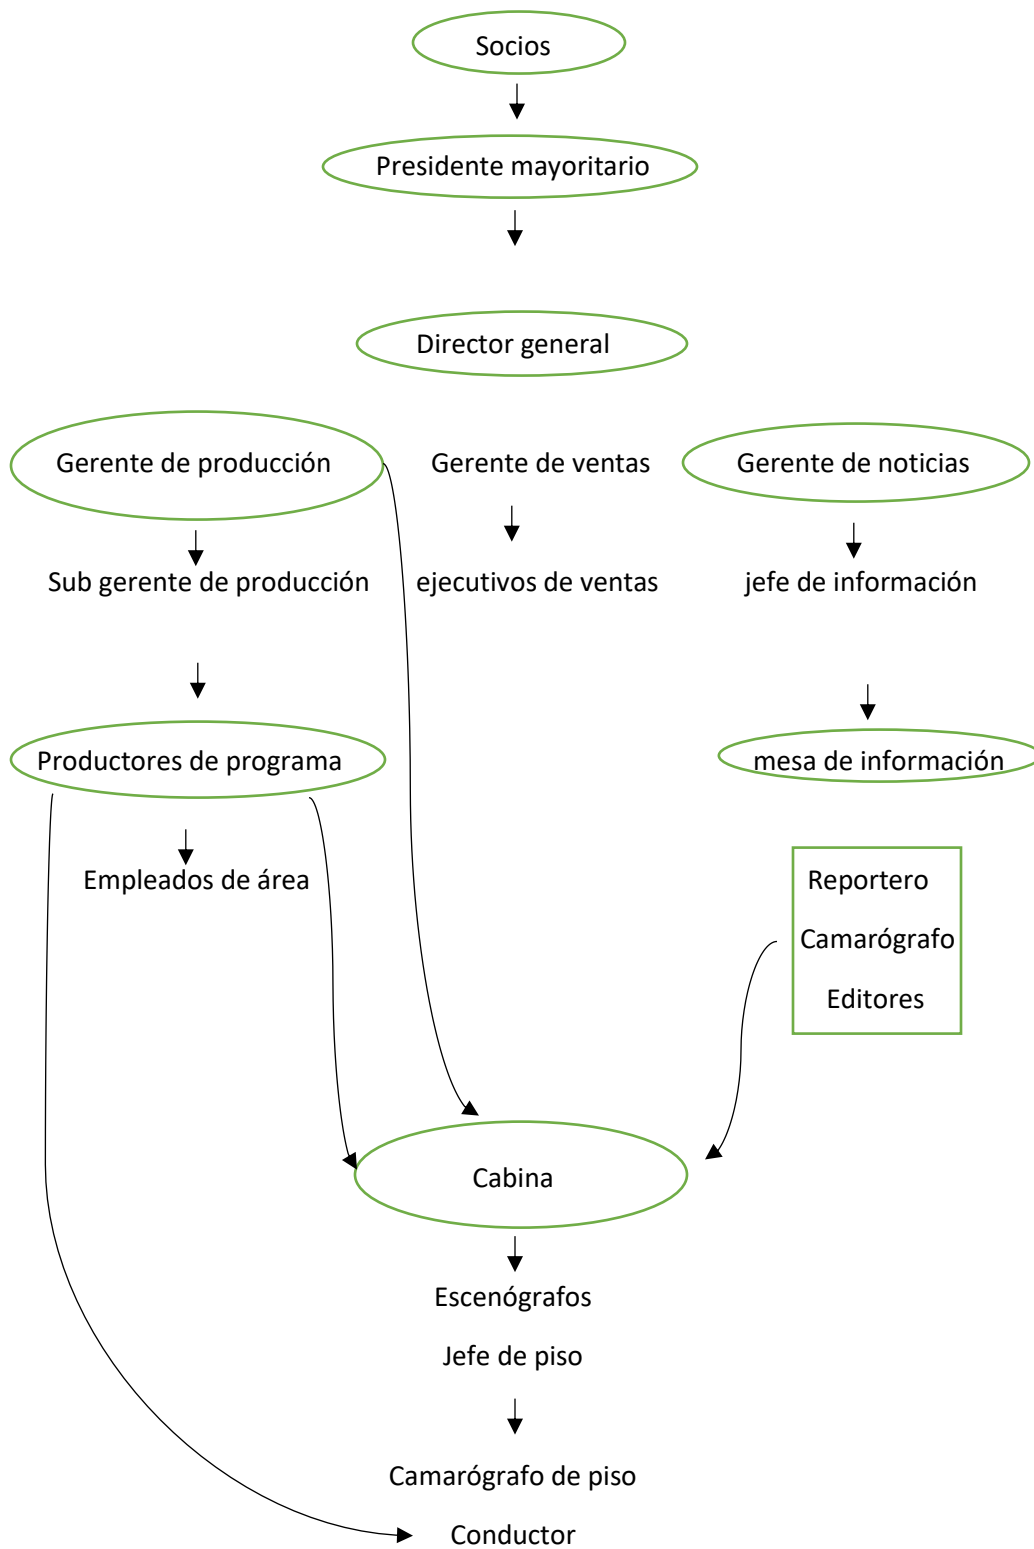 Socios
Presidente mayoritario
Director general
Gerente de producción
Gerente de ventas
Gerente de noticias
Sub gerente de producción
ejecutivos de ventas
jefe de información
Productores de programa
mesa de información
Empleados de área
Reportero
Camarógrafo
Editores
Cabina
Escenógrafos
Jefe de piso
Camarógrafo de piso
Conductor